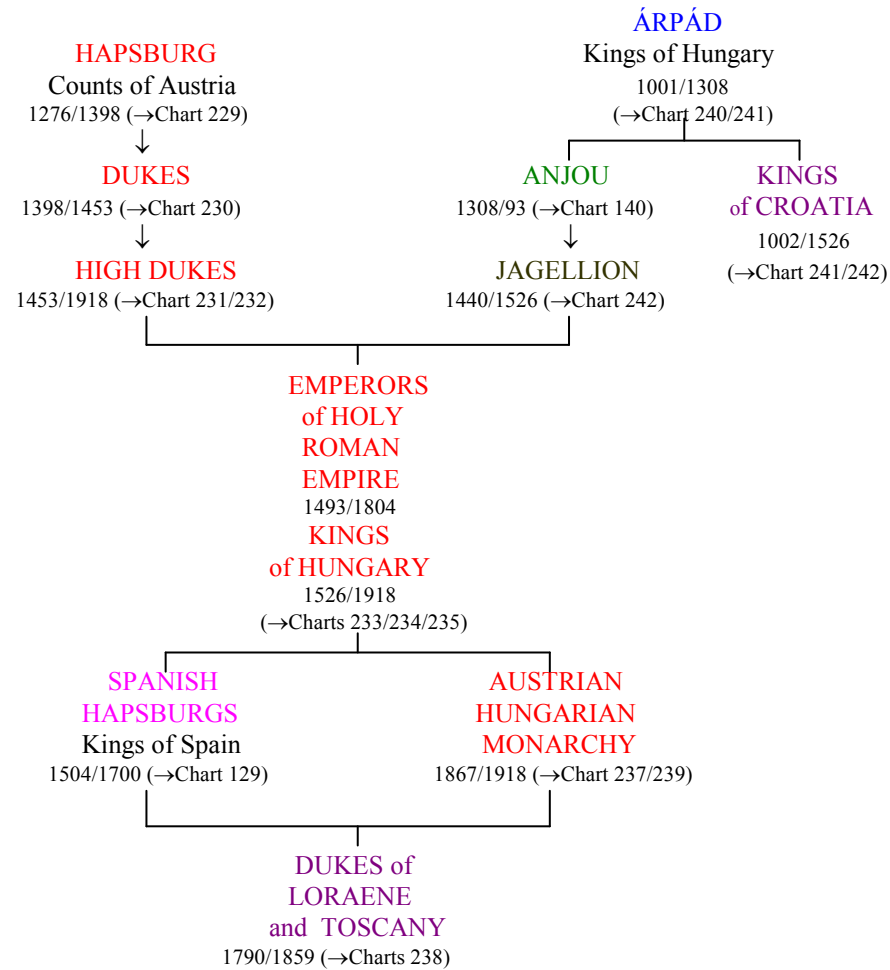 HAPSBURG
Counts of Austria
1276/1398 (→Chart 229)
↓
DUKES
1398/1453 (→Chart 230)
↓
HIGH DUKES
1453/1918 (→Chart 231/232)
ÁRPÁD
Kings of Hungary
1001/1308
(→Chart 240/241)
ANJOU
1308/93 (→Chart 140)
↓
JAGELLION
1440/1526 (→Chart 242)
KINGS
of CROATIA
1002/1526
(→Chart 241/242)
EMPERORS
of HOLY
ROMAN
EMPIRE
1493/1804
KINGS
of HUNGARY
1526/1918
(→Charts 233/234/235)
SPANISH
HAPSBURGS
Kings of Spain
1504/1700 (→Chart 129)
AUSTRIAN
HUNGARIAN
MONARCHY
1867/1918 (→Chart 237/239)
DUKES of
LORAENE
and TOSCANY
1790/1859 (→Charts 238)